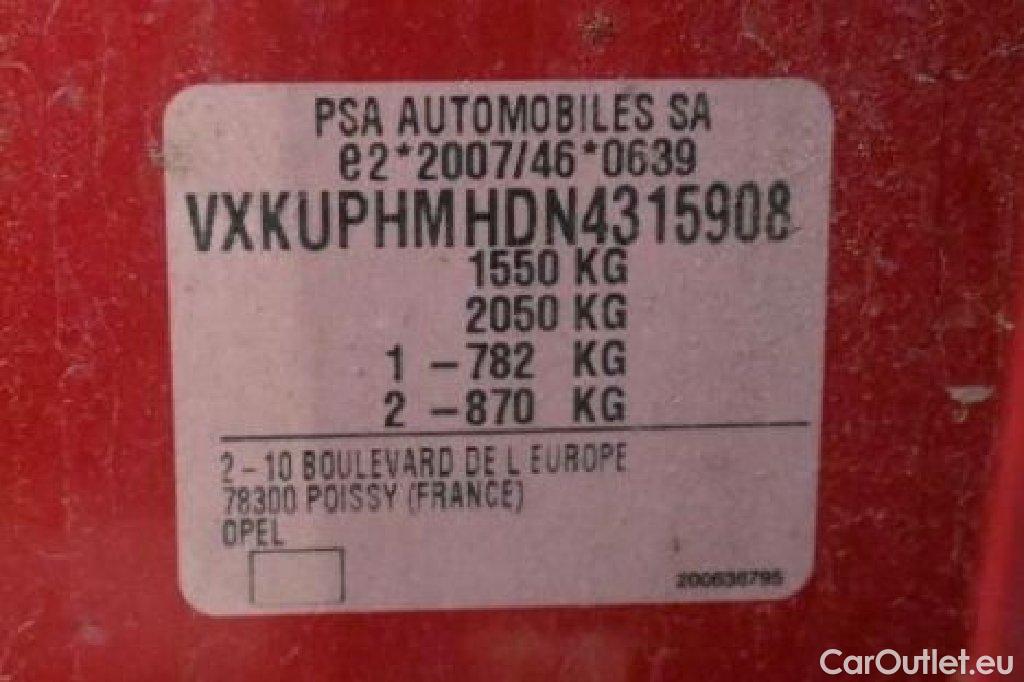 PSA AUTOMOBILES SA
e2*2007/46*0639
VXKUPHMHDN4315908
1550 KG
2050 KG
1 -782 KG
2 -870 KG
2-10 BOULEVARD DE L EUROPE
78300 POISSY (FRANCE)
OPEL
200636795
CarOutlet.eu